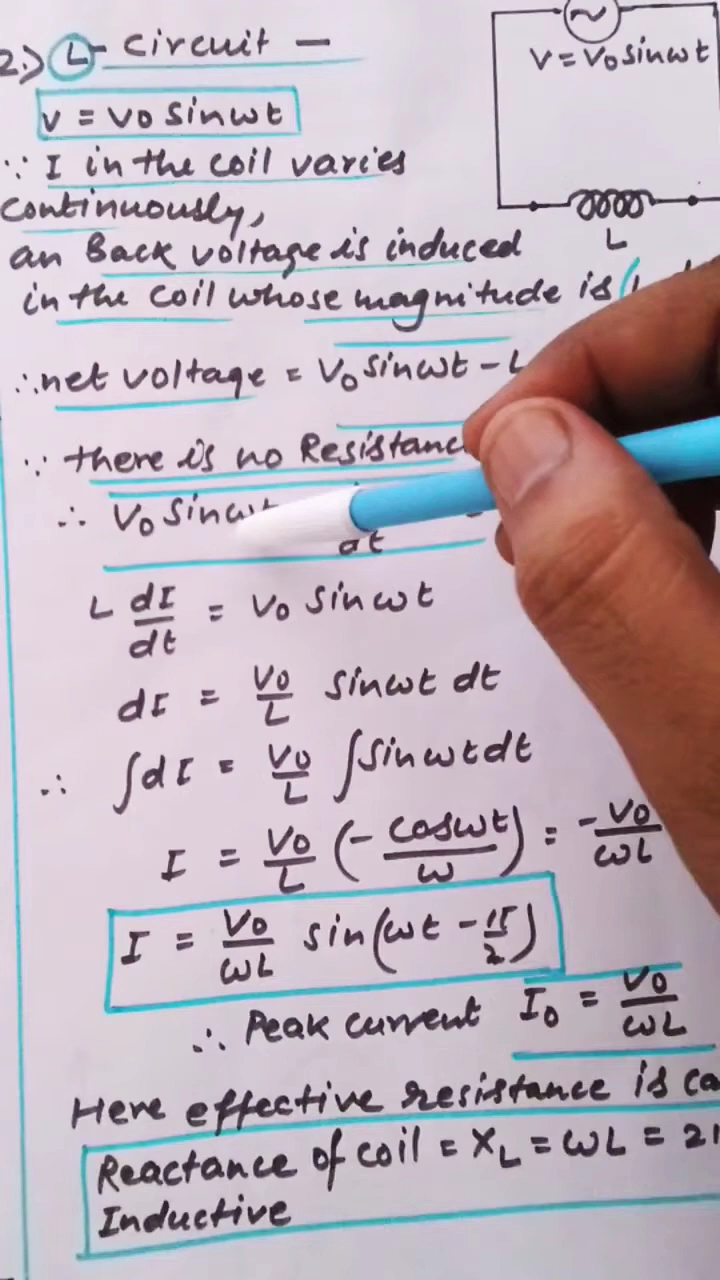 2.) L - Circuit -
V = V₀ sinωt
V = V₀ sinωt
L
∵ I in the coil varies
continuously,
an Back voltage is induced
in the coil whose magnitude is (
∴ net voltage = V₀ sinωt - L
∵ there is no Resistanc
∴ V₀ sinωt
dt
L dI/dt = V₀ sinωt
dI = V₀/L sinωt dt
∴ ∫dI = V₀/L ∫sinωtdt
I = V₀/L (- cosωt/ω) = -V₀/ωL
I = V₀/ωL sin(ωt - π/2)
∴ Peak current I₀ = V₀/ωL
Here effective resistance is ca
Reactance of coil = X_L = ωL = 2
Inductive